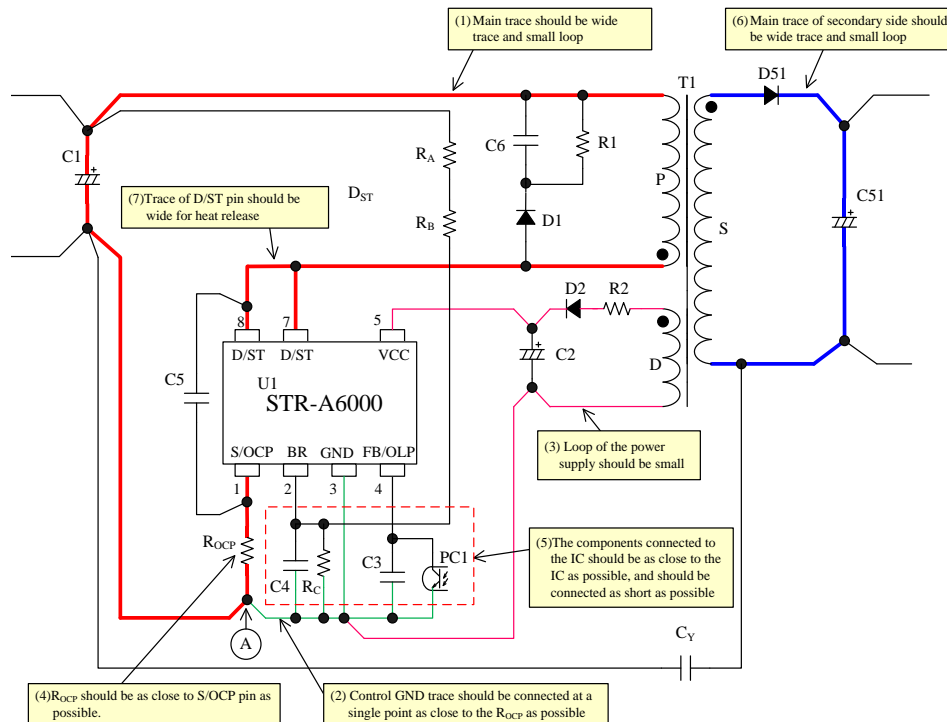 (1) Main trace should be wide
trace and small loop
(6) Main trace of secondary side should
be wide trace and small loop
D51
T1
C1
C6
R1
RA
P
DST
C51
(7)Trace of D/ST pin should be
wide for heat release
RB
D1
S
D2
R2
8
7
5
D/ST
D/ST
VCC
C2
C5
U1
D
STR-A6000
(3) Loop of the power
supply should be small
S/OCP
BR
GND
FB/OLP
1
2
3
4
ROCP
C4
RC
C3
PC1
(5)The components connected to
the IC should be as close to the
IC as possible, and should be
connected as short as possible
A
CY
(4)ROCP should be as close to S/OCP pin as
possible.
(2) Control GND trace should be connected at a
single point as close to the ROCP as possible